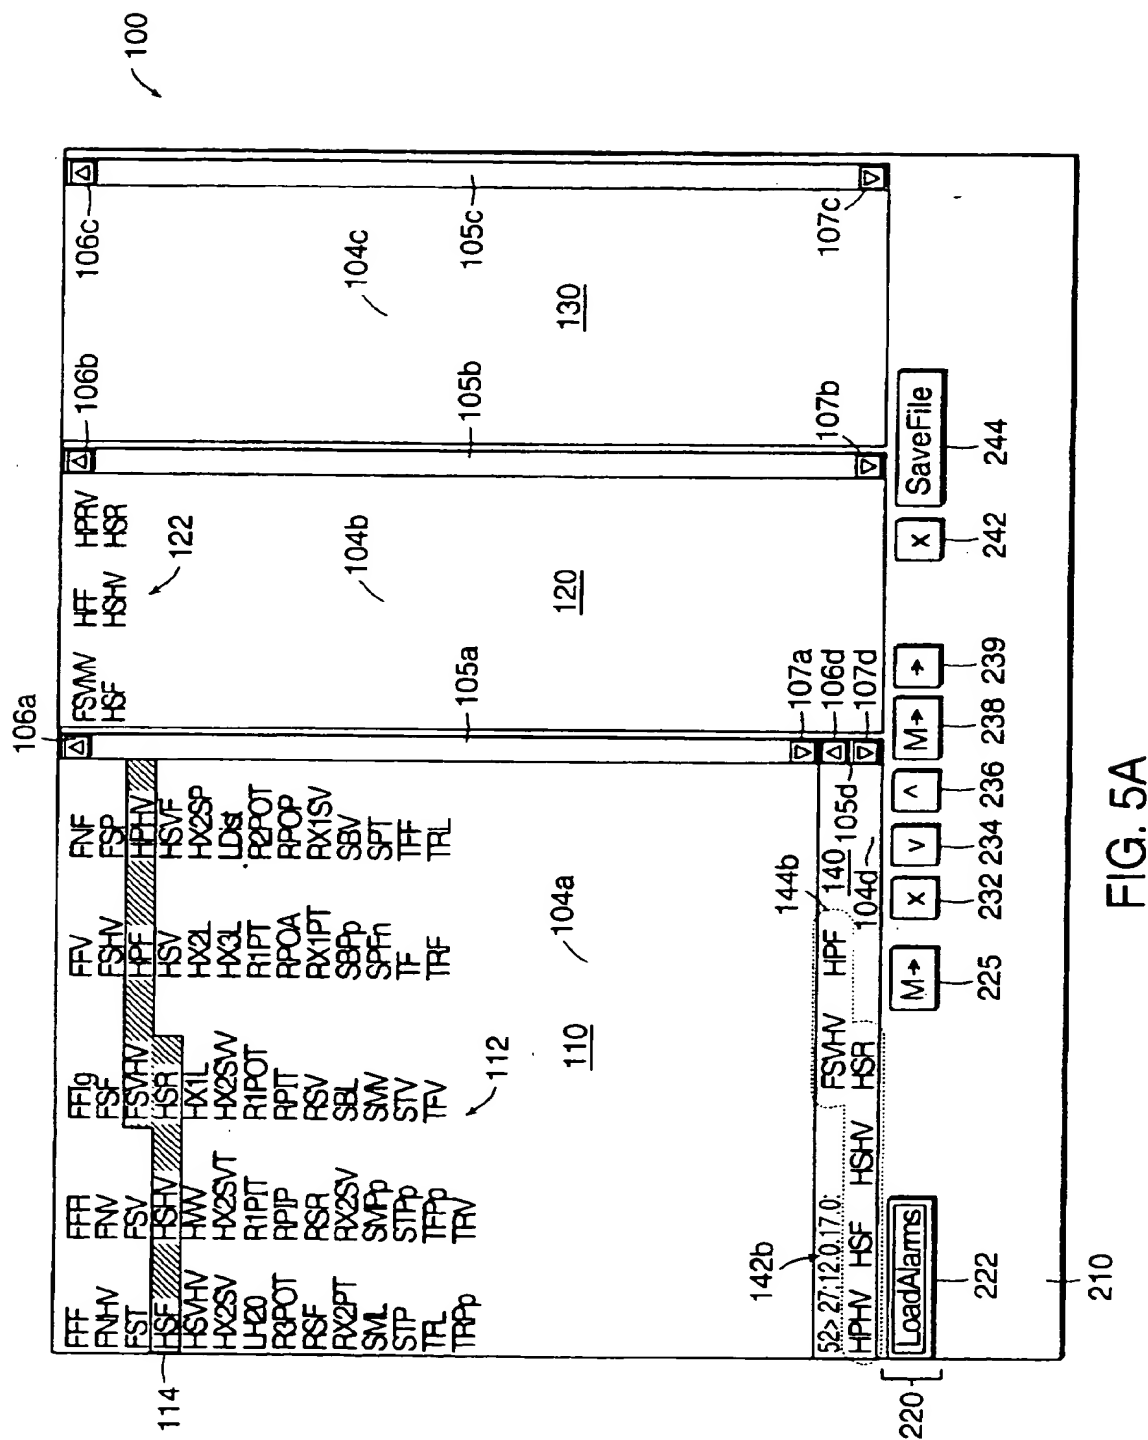 100
106a
106b
106c
FFF FFR FFlg FFV FNF
FNHV FNV FSF FSHV FSP
FST FSV FSVHV HPF HPHV
HSF HSHV HSR HSV HSVF
HSVHV HWV HX1L HX2L HX2SP
HX2SV HX2SVT HX2SVV HX3L LDist
LH20 R1PIT R1POT R1PT R2POT
R3POT RPIP RPIT RPOA RPOP
RSF RSR RSV RX1PT RX1SV
RX2PT RX2SV SBL SBPp SBV
SML SMPp SMV SPFn SPT
STP STPp STV TF TFF
TFL TFPp TFV TRF TRL
TRPp TRV
114
112
110
104a
105a
FSVMV HFF HPRV
HSF HSHV HSR
122
104b
120
105b
104c
130
105c
142b
144b
107a
106d
107d
107b
107c
52> 27:12.0.17.0: FSVHV HPF 140
HPHV HSF HSHV HSR
104d
105d
220
LoadAlarms
M→
x
v
^
M→
→
x
SaveFile
222
225
232
234
236
238
239
242
244
210
FIG. 5A